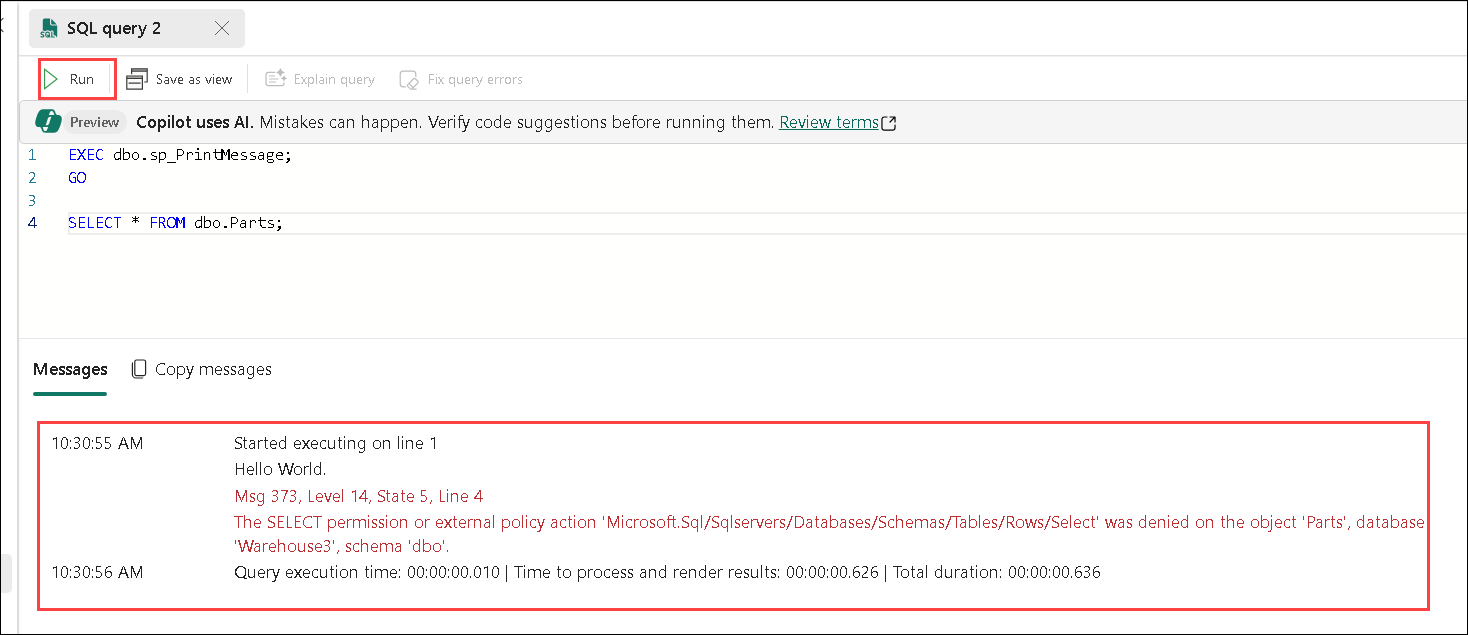 SQL query 2
Run
Save as view
Explain query
Fix query errors
Preview Copilot uses AI. Mistakes can happen. Verify code suggestions before running them. Review terms
1 EXEC dbo.sp_PrintMessage;
2 GO
3
4 SELECT * FROM dbo.Parts;
Messages
Copy messages
10:30:55 AM Started executing on line 1
Hello World.
Msg 373, Level 14, State 5, Line 4
The SELECT permission or external policy action 'Microsoft.Sql/Sqlservers/Databases/Schemas/Tables/Rows/Select' was denied on the object 'Parts', database
'Warehouse3', schema 'dbo'.
10:30:56 AM Query execution time: 00:00:00.010 | Time to process and render results: 00:00:00.626 | Total duration: 00:00:00.636